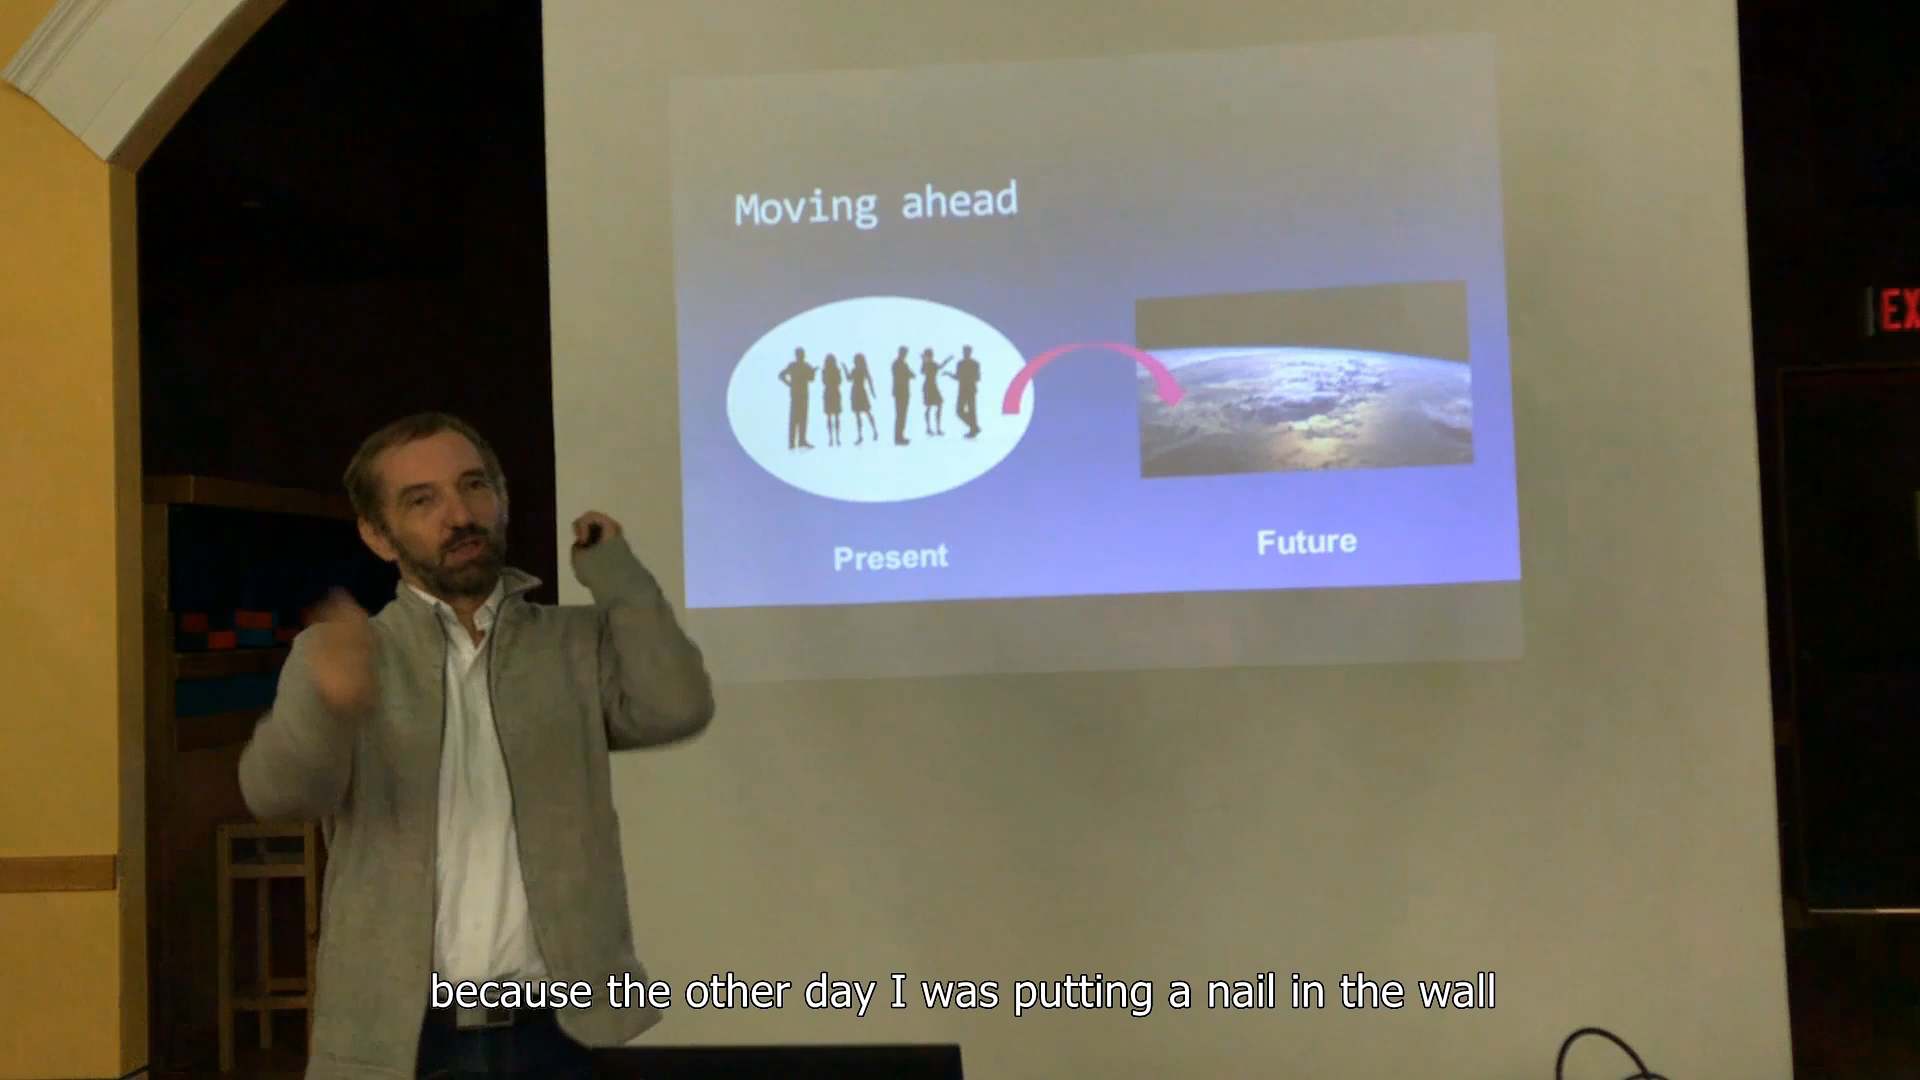 Moving ahead
Present
Future
EX
because the other day I was putting a nail in the wall